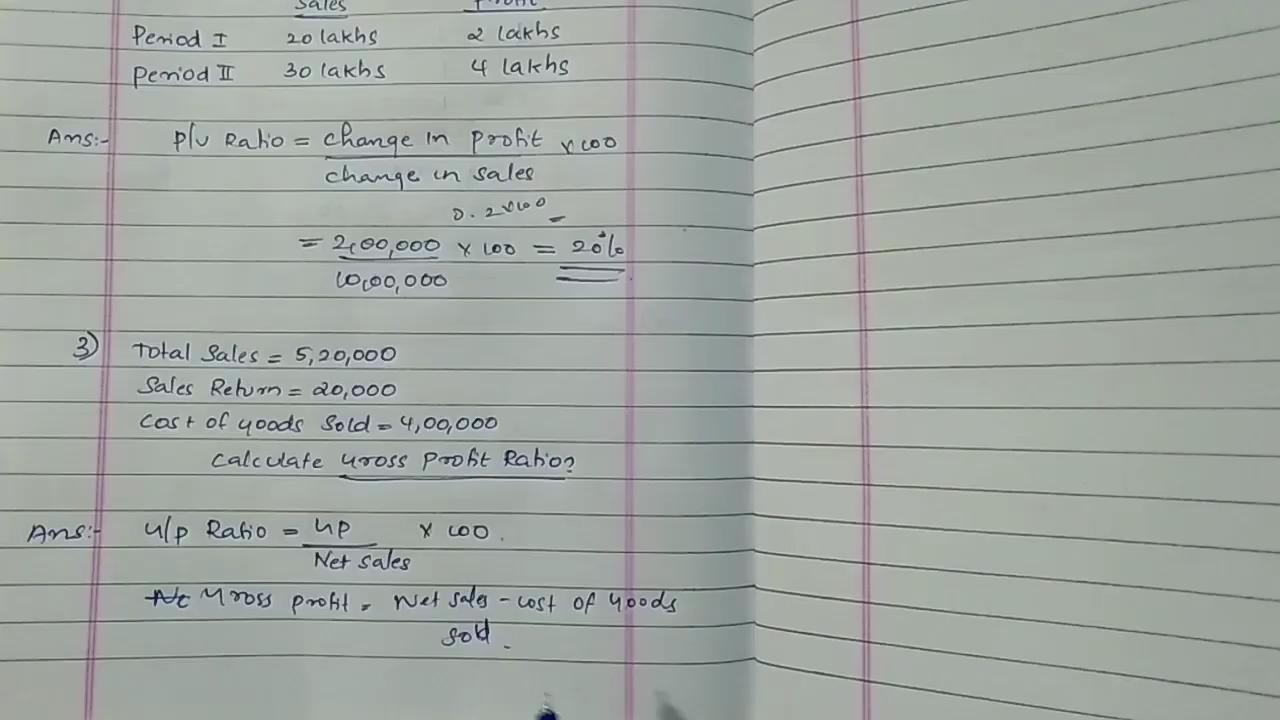 Sales Profit
Period I 20 lakhs 2 lakhs
Period II 30 lakhs 4 lakhs
Ans:- P/v Ratio = change in profit x 100
change in sales
0.2x100
= 2,00,000 x 100 = 20%
10,00,000
3) Total Sales = 5,20,000
Sales Return = 20,000
Cost of Goods Sold = 4,00,000
Calculate Gross Profit Ratio?
Ans:- G/p Ratio = GP x 100.
Net sales
Gross profit = Net sales - cost of Goods
sold.